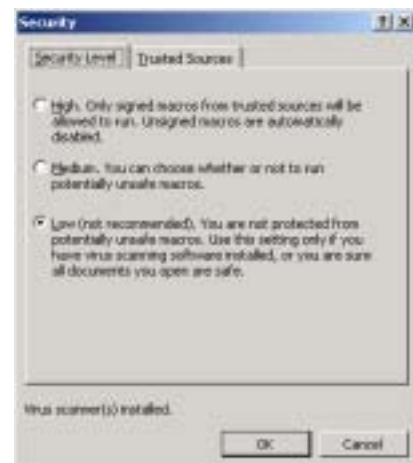 Security
Security Level
Trusted Sources
High. Only signed macros from trusted sources will be
allowed to run. Unsigned macros are automatically
disabled.
Medium. You can choose whether or not to run
potentially unsafe macros.
Low (not recommended). You are not protected from
potentially unsafe macros. Use this setting only if you
have virus scanning software installed, or you are sure
all documents you open are safe.
Virus scanner(s) installed.
OK
Cancel